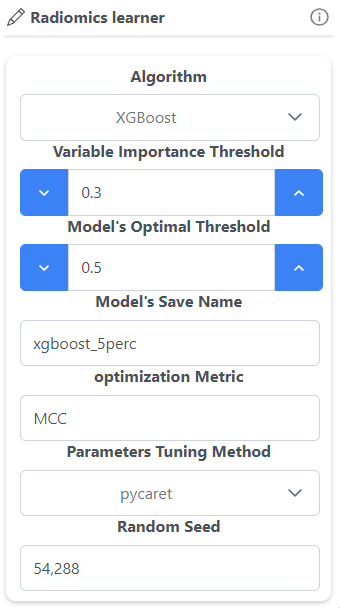 Radiomics learner
Algorithm
XGBoost
Variable Importance Threshold
0.3
Model's Optimal Threshold
0.5
Model's Save Name
xgboost_5perc
optimization Metric
MCC
Parameters Tuning Method
pycaret
Random Seed
54,288